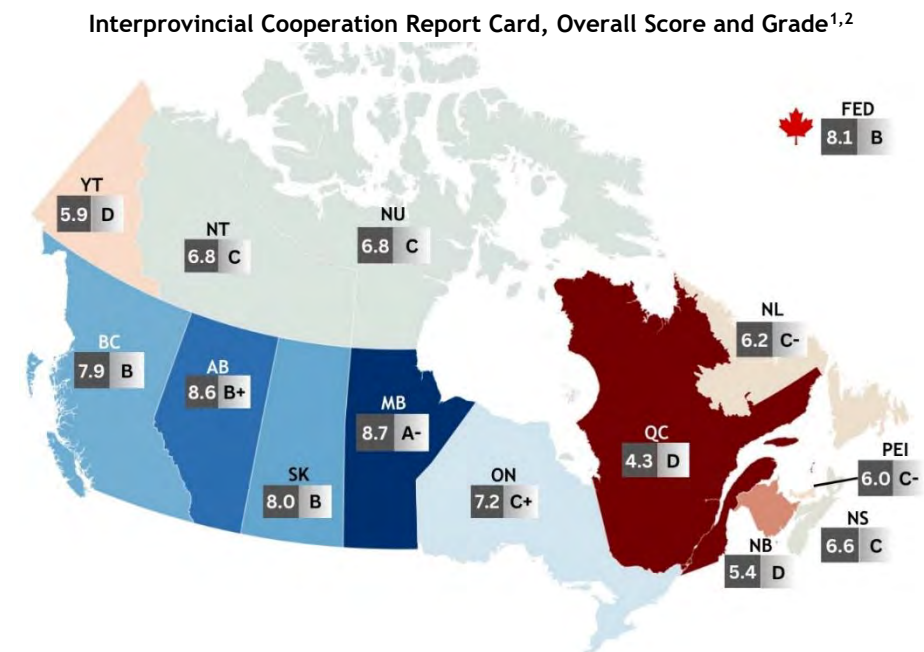 Interprovincial Cooperation Report Card, Overall Score and Grade1,2
FED
8.1 B
YT
5.9 D
NT
6.8 C
NU
6.8 C
NL
6.2 C-
BC
7.9 B
AB
8.6 B+
MB
8.7 A-
SK
8.0 B
ON
7.2 C+
QC
4.3 D
PEI
6.0 C-
NS
6.6 C
NB
5.4 D